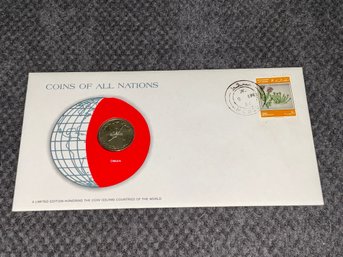 COINS OF ALL NATIONS
OMAN
A LIMITED EDITION HONORING THE COIN ISSUING COUNTRIES OF THE WORLD